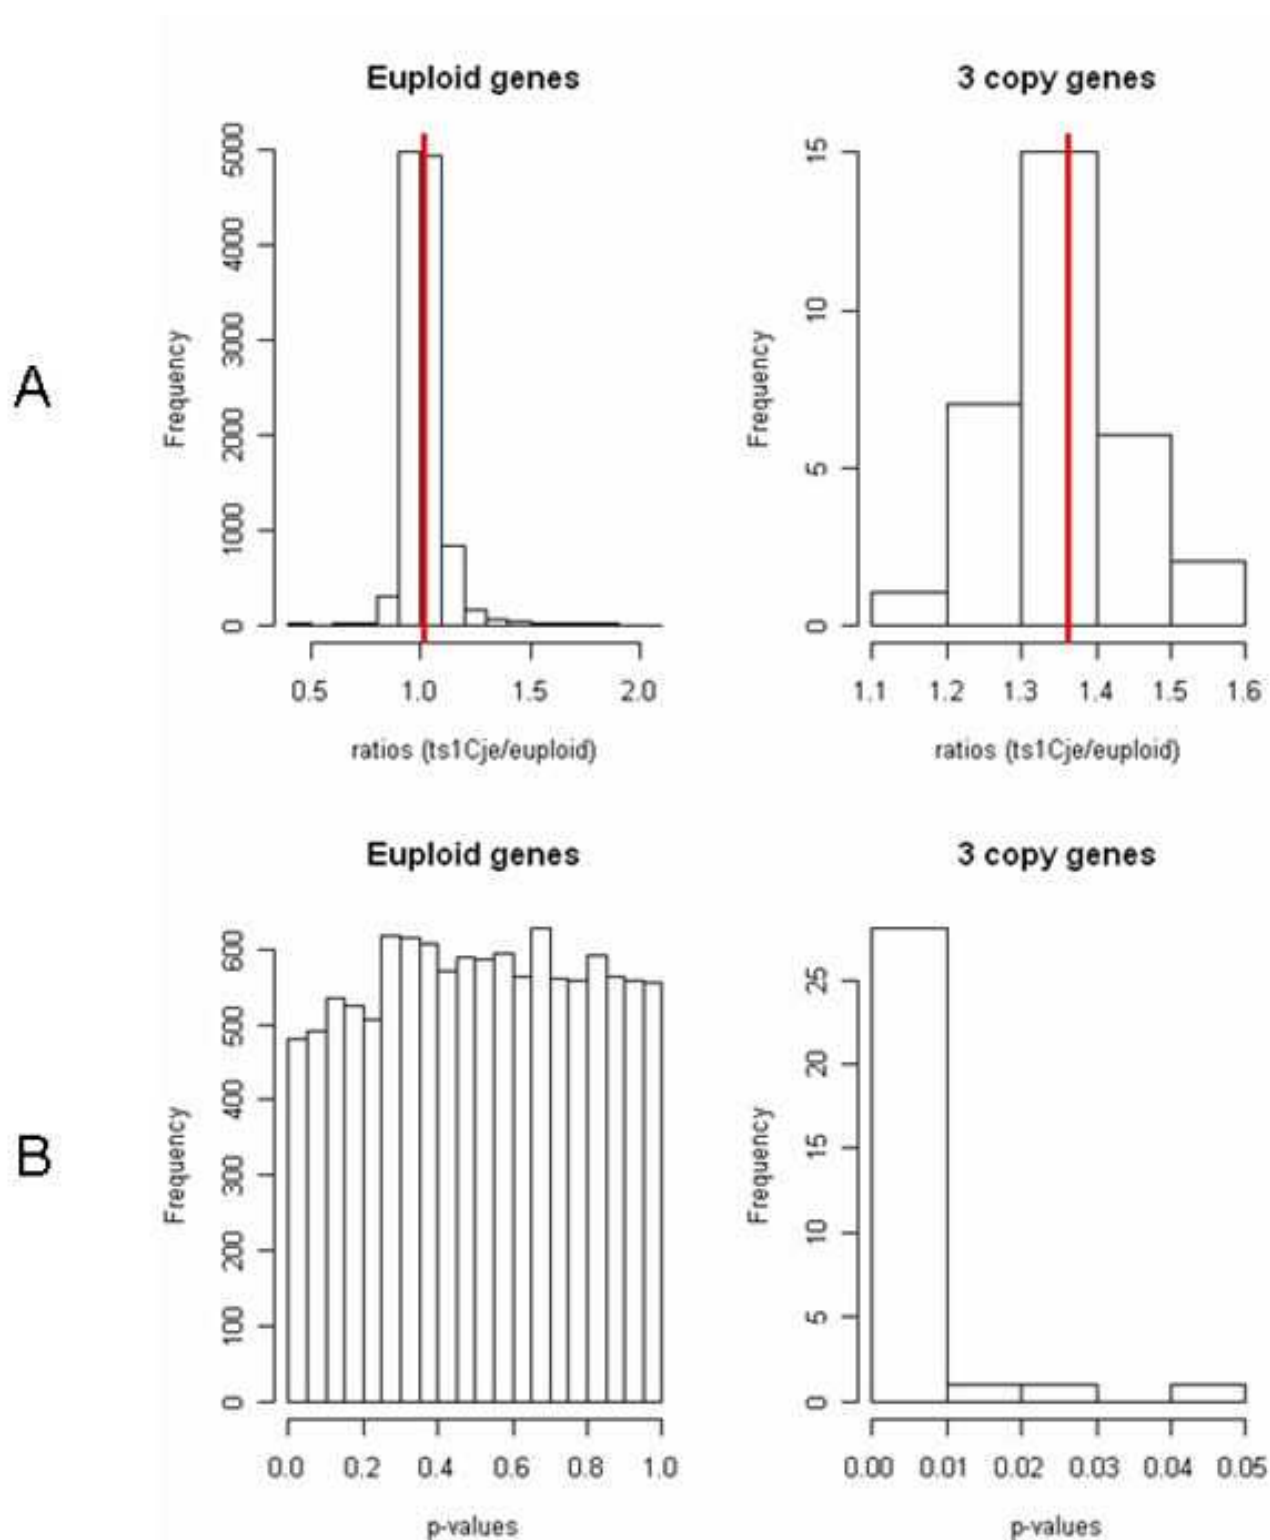 A
Euploid genes
Frequency
5000
4000
3000
2000
1000
0
0.5 1.0 1.5 2.0
ratios (ts1Cje/euploid)
3 copy genes
Frequency
15
10
5
0
1.1 1.2 1.3 1.4 1.5 1.6
ratios (ts1Cje/euploid)
B
Euploid genes
Frequency
600
500
400
300
200
100
0
0.0 0.2 0.4 0.6 0.8 1.0
p-values
3 copy genes
Frequency
25
20
15
10
5
0
0.00 0.01 0.02 0.03 0.04 0.05
p-values